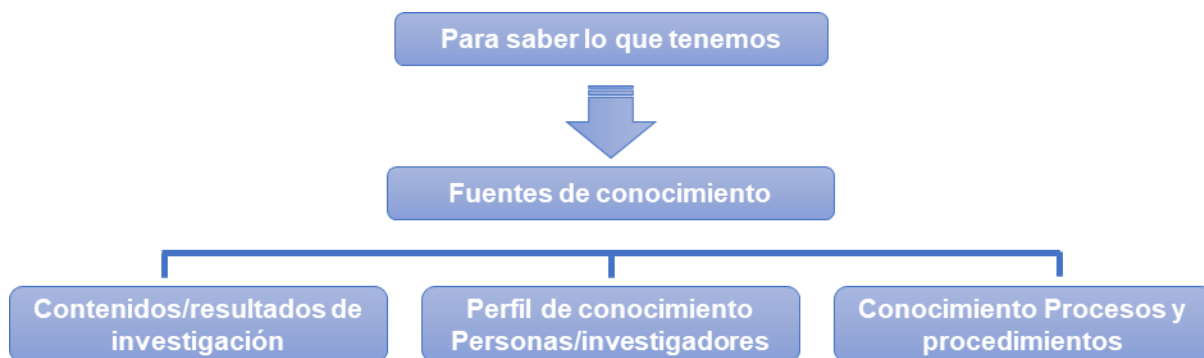 Para saber lo que tenemos
Fuentes de conocimiento
Contenidos/resultados de
investigación
Perfil de conocimiento
Personas/investigadores
Conocimiento Procesos y
procedimientos